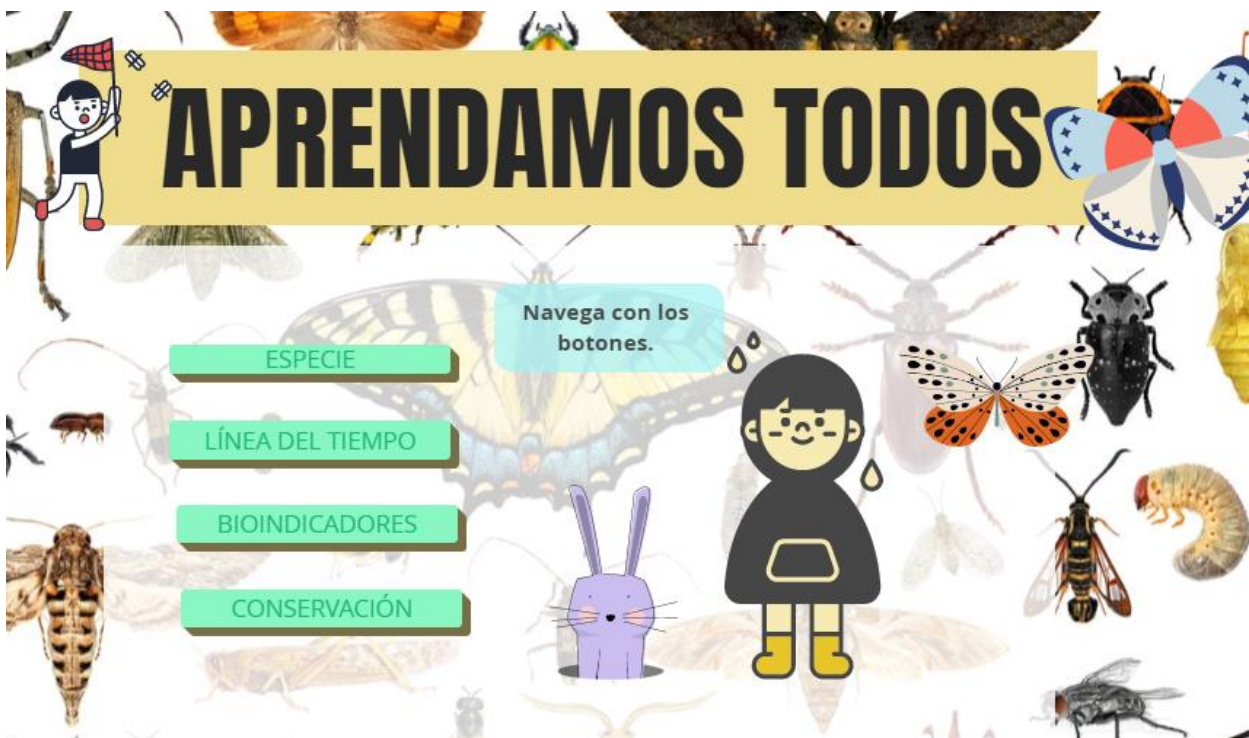 APRENDAMOS TODOS
Navega con los
botones.
ESPECIE
LÍNEA DEL TIEMPO
BIOINDICADORES
CONSERVACIÓN